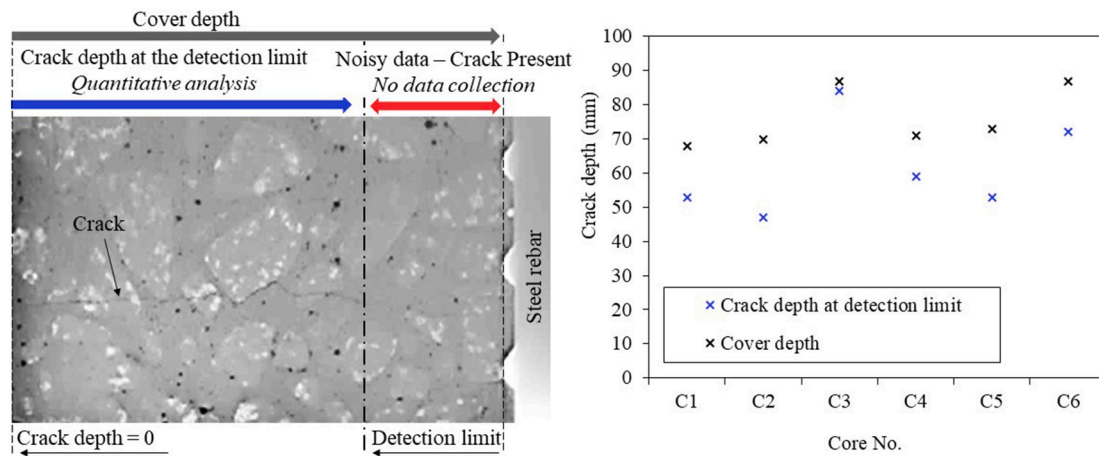 Cover depth
Crack depth at the detection limit
Quantitative analysis
Noisy data – Crack Present
No data collection
Crack
Steel rebar
Crack depth = 0
Detection limit
Crack depth (mm)
100
90
80
70
60
50
40
30
20
10
0
Crack depth at detection limit
Cover depth
C1 C2 C3 C4 C5 C6
Core No.